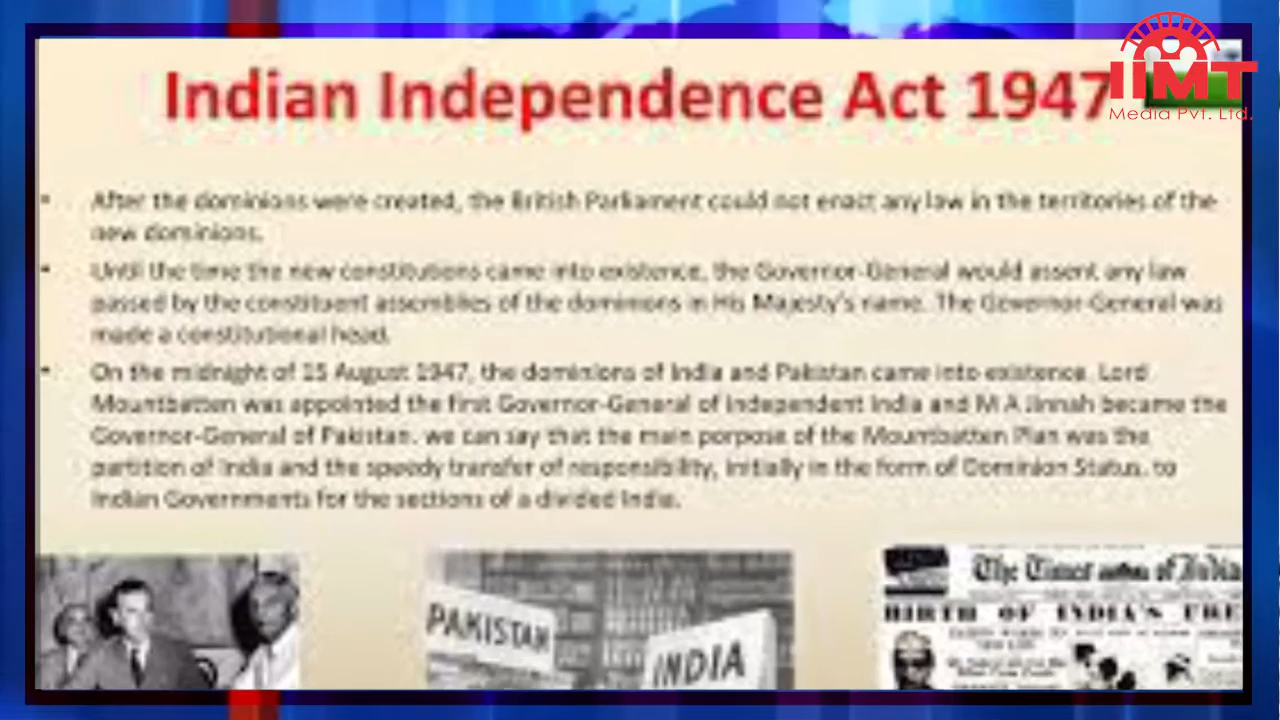 Indian Independence Act 1947
IIMT
Media Pvt. Ltd.
• After the dominions were created, the British Parliament could not enact any law in the territories of the
new dominions.
• Until the time the new constitutions came into existence, the Governor-General would assent any law
passed by the constituent assemblies of the dominions in His Majesty's name. The Governor-General was
made a constitutional head.
• On the midnight of 15 August 1947, the dominions of India and Pakistan came into existence. Lord
Mountbatten was appointed the first Governor-General of Independent India and M A Jinnah became the
Governor-General of Pakistan. we can say that the main porpose of the Mountbatten Plan was the
partition of India and the speedy transfer of responsibility, initially in the form of Dominion Status, to
Indian Governments for the sections of a divided India.
PAKISTAN
INDIA
The Times of India
BIRTH OF INDIA'S FRE